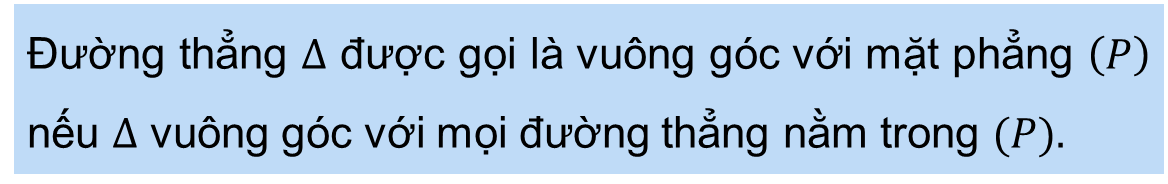 Đường thẳng Δ được gọi là vuông góc với mặt phẳng (P)
nếu Δ vuông góc với mọi đường thẳng nằm trong (P).